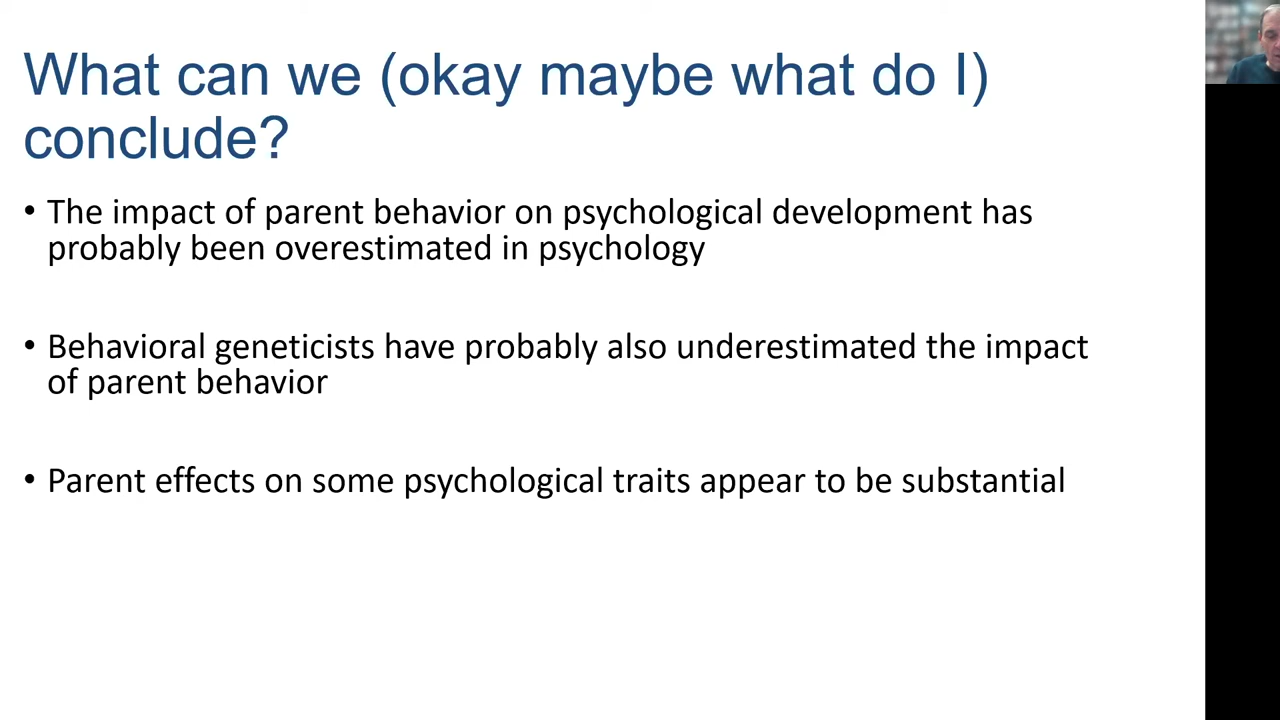 What can we (okay maybe what do I)
conclude?
• The impact of parent behavior on psychological development has
probably been overestimated in psychology
• Behavioral geneticists have probably also underestimated the impact
of parent behavior
• Parent effects on some psychological traits appear to be substantial